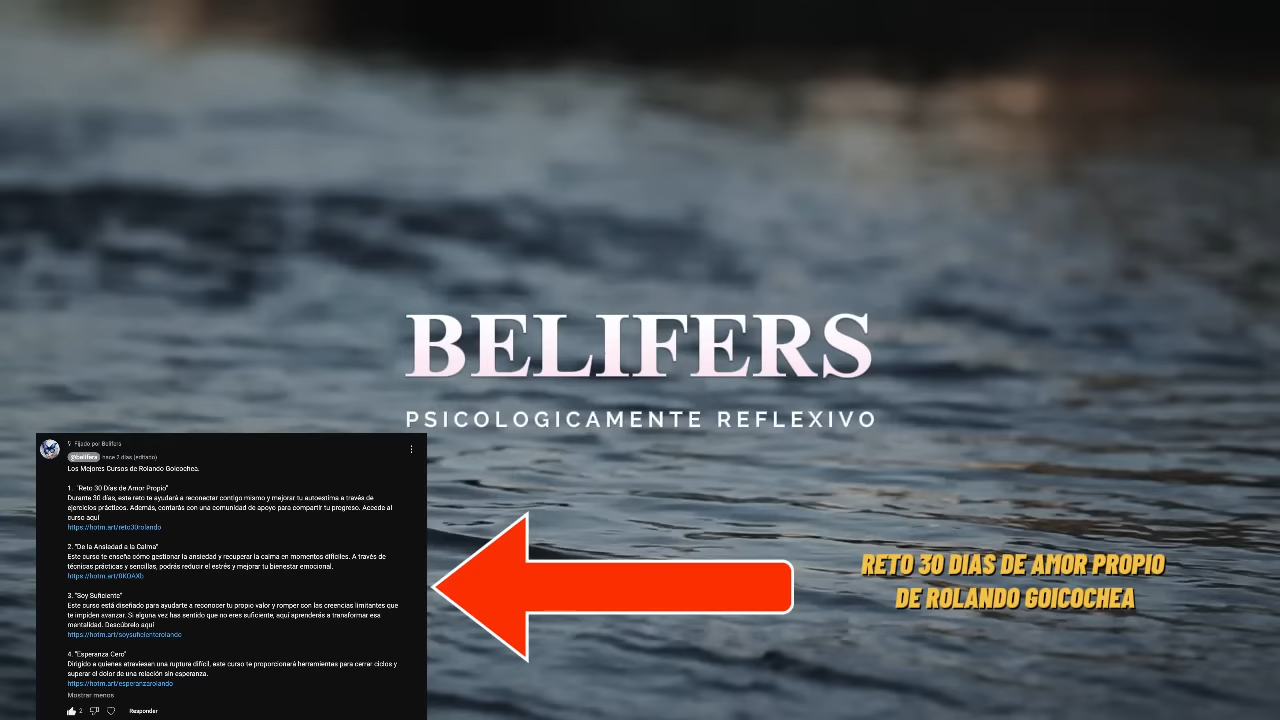 BELIFERS
PSICOLOGICAMENTE REFLEXIVO
Fijado por Belifers
@belifers hace 2 días (editado)
Los Mejores Cursos de Rolando Goicochea.
1. "Reto 30 Días de Amor Propio"
Durante 30 días, este reto te ayudará a reconectar contigo mismo y mejorar tu autoestima a través de
ejercicios prácticos. Además, contarás con una comunidad de apoyo para compartir tu progreso. Accede al
curso aquí
https://hotm.art/reto30rolando
2. "De la Ansiedad a la Calma"
Este curso te enseña cómo gestionar la ansiedad y recuperar la calma en momentos difíciles. A través de
técnicas prácticas y sencillas, podrás reducir el estrés y mejorar tu bienestar emocional.
https://hotm.art/0KOAXb
3. "Soy Suficiente"
Este curso está diseñado para ayudarte a reconocer tu propio valor y romper con las creencias limitantes que
te impiden avanzar. Si alguna vez has sentido que no eres suficiente, aquí aprenderás a transformar esa
mentalidad. Descúbrelo aquí
https://hotm.art/soysuficienterolando
4. "Esperanza Cero"
Dirigido a quienes atraviesan una ruptura difícil, este curso te proporcionará herramientas para cerrar ciclos y
superar el dolor de una relación sin esperanza.
https://hotm.art/esperanzarolando
Mostrar menos
2 Responder
RETO 30 DIAS DE AMOR PROPIO
DE ROLANDO GOICOCHEA